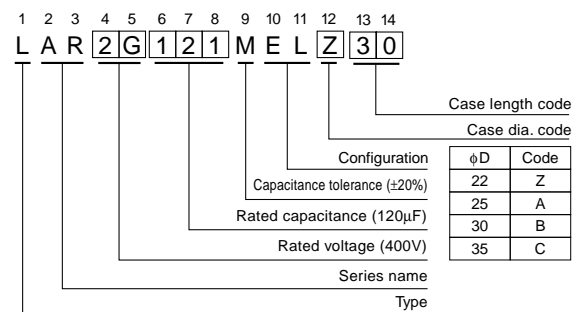 1 2 3 4 5 6 7 8 9 10 11 12 13 14
L A R 2 G 1 2 1 M E L Z 3 0
Case length code
Case dia. code
Configuration
Capacitance tolerance (±20%)
Rated capacitance (120μF)
Rated voltage (400V)
Series name
Type
φD Code
22 Z
25 A
30 B
35 C